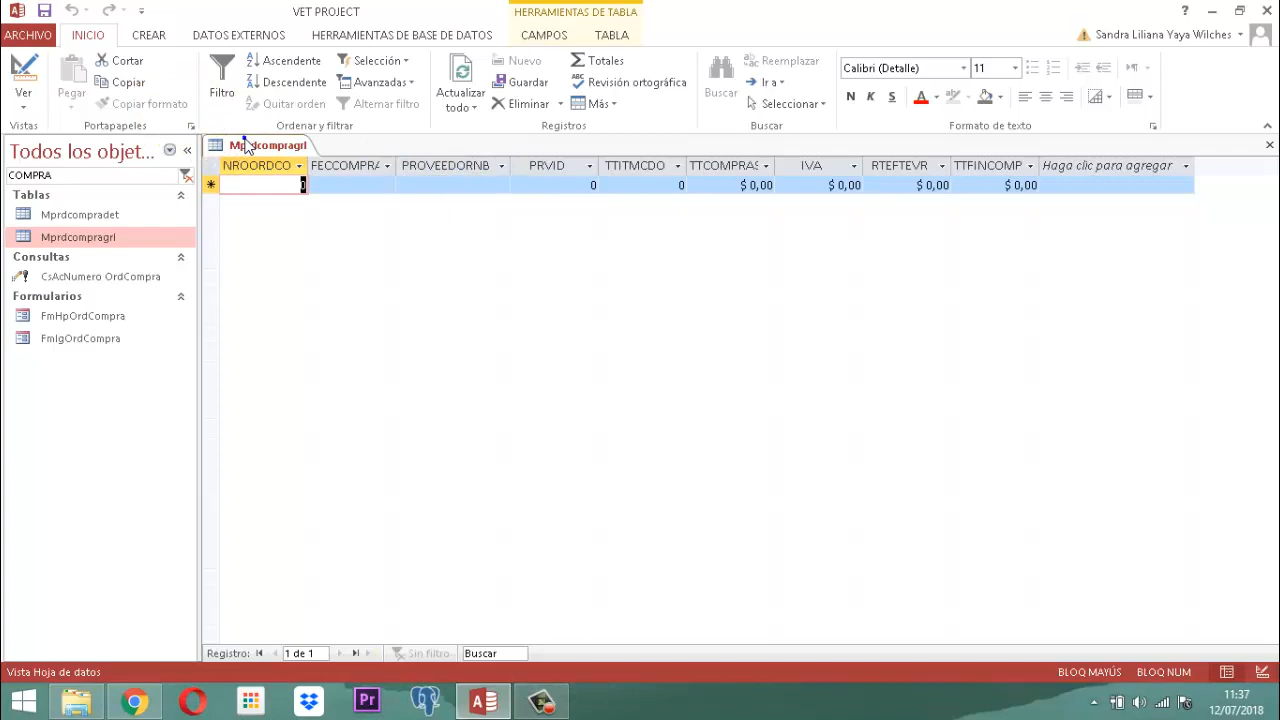 VET PROJECT
HERRAMIENTAS DE TABLA
?
ARCHIVO INICIO CREAR DATOS EXTERNOS HERRAMIENTAS DE BASE DE DATOS CAMPOS TABLA
Sandra Liliana Yaya Wilches
Ver
Vistas
Pegar
Cortar
Copiar
Copiar formato
Portapapeles
Filtro
Ascendente
Descendente
Quitar orden
Selección
Avanzadas
Alternar filtro
Ordenar y filtrar
Actualizar todo
Nuevo
Guardar
Eliminar
Totales
Revisión ortográfica
Más
Registros
Buscar
Reemplazar
Ira
Seleccionar
Buscar
Calibri (Detalle) 11
N K S
Formato de texto
Todos los objet...
COMPRA
Tablas
Mprdcompradet
Mprdcompragrl
Consultas
CsAcNumero OrdCompra
Formularios
FmHpOrdCompra
FmIgOrdCompra
Mprdcompragrl
NROORDCO FECCOMPRA PROVEEDORNB PRVID TTITMCDO TTCOMPRAS IVA RTEFTEVR TTFINCOMP Haga clic para agregar
0 0 0 $ 0,00 $ 0,00 $ 0,00 $ 0,00
Registro: 1 de 1 Sin filtro Buscar
Vista Hoja de datos
BLOQ MAYÚS BLOQ NUM
Pr
11:37
12/07/2018